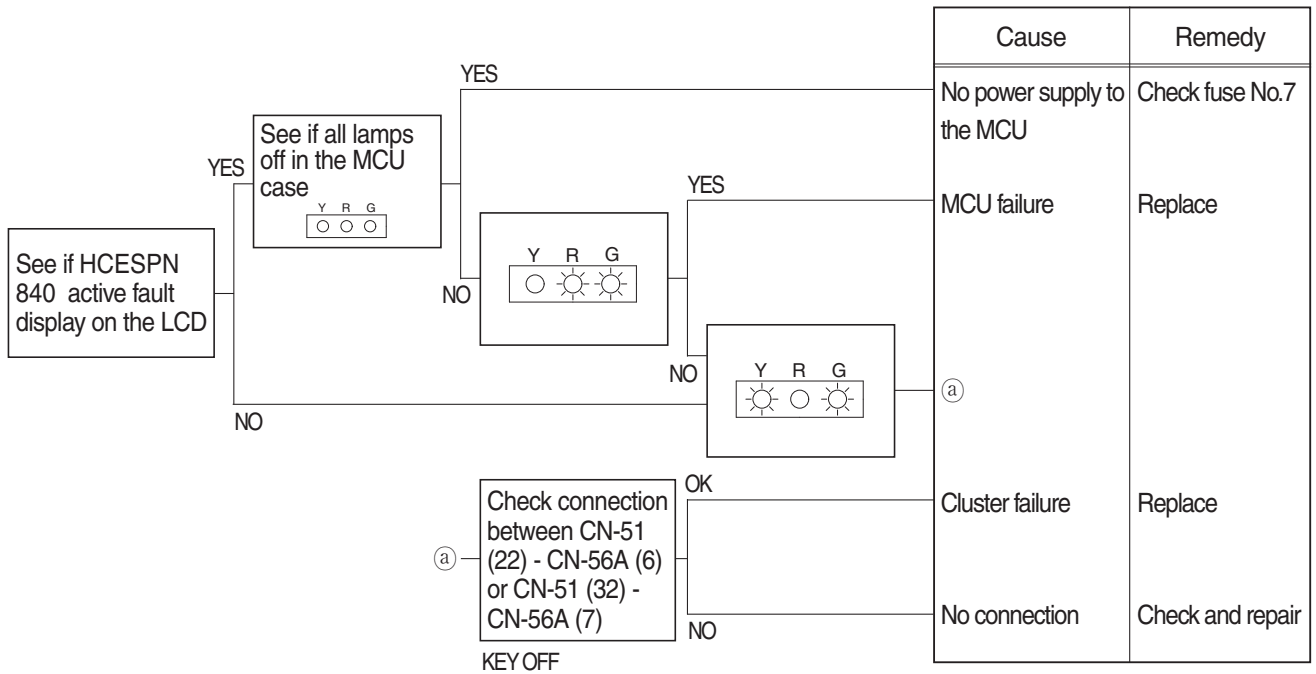 Cause
Remedy
YES
No power supply to
the MCU
Check fuse No.7
See if all lamps
off in the MCU
case
Y R G
YES
YES
MCU failure
Replace
See if HCESPN
840 active fault
display on the LCD
Y R G
NO
NO
Y R G
ⓐ
NO
OK
Check connection
between CN-51
(22) - CN-56A (6)
or CN-51 (32) -
CN-56A (7)
Cluster failure
Replace
ⓐ
No connection
Check and repair
NO
KEY OFF